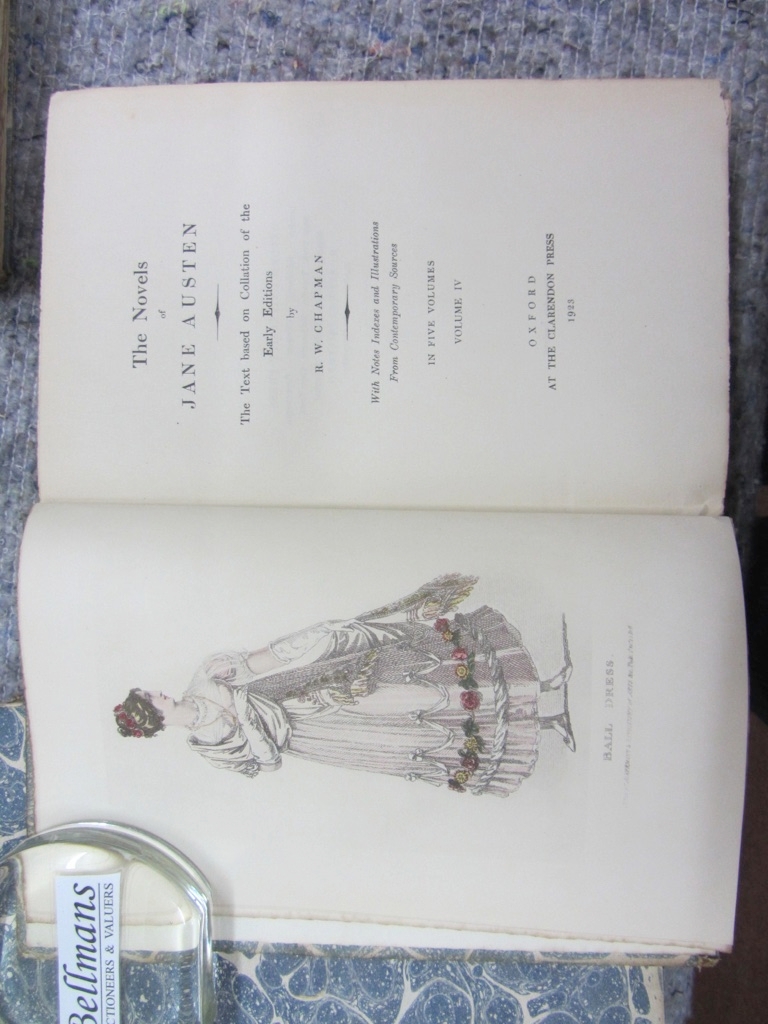 The Novels
of
JANE AUSTEN
The Text based on Collation of the
Early Editions
by
R. W. CHAPMAN
With Notes Indexes and Illustrations
From Contemporary Sources
IN FIVE VOLUMES
VOLUME IV
OXFORD
AT THE CLARENDON PRESS
1923
BALL DRESS.
Bellmans
CTIONEERS & VALUERS